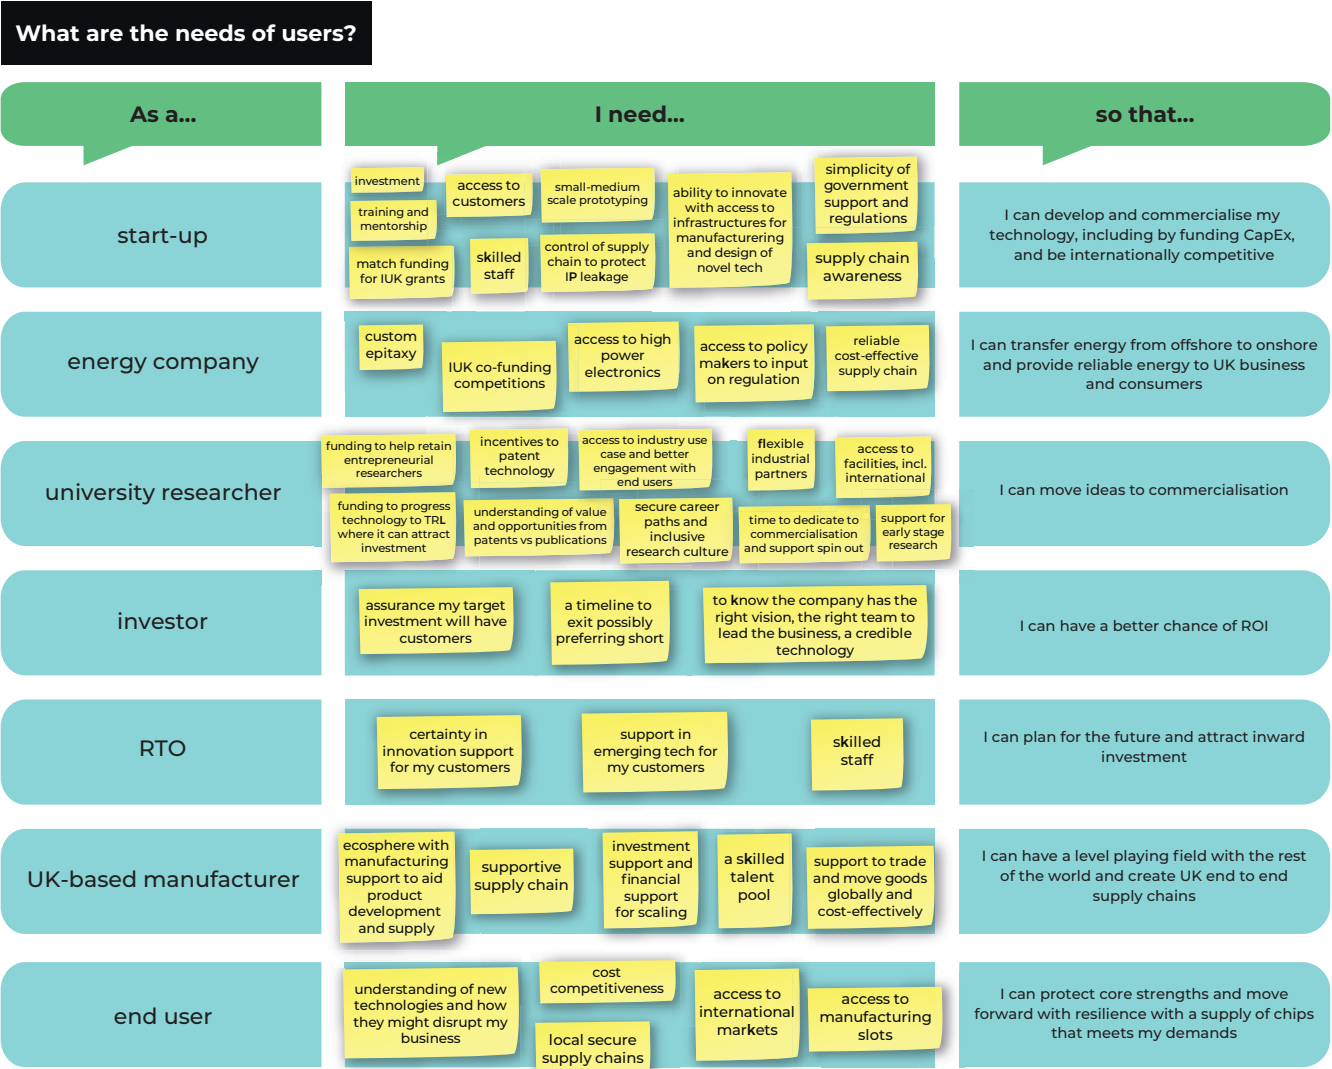 What are the needs of users?
As a...
I need...
so that...
start-up
investment
training and
mentorship
match funding
for IUK grants
access to
customers
skilled
staff
small-medium
scale prototyping
control of supply
chain to protect
IP leakage
ability to innovate
with access to
infrastructures for
manufacturering
and design of
novel tech
simplicity of
government
support and
regulations
supply chain
awareness
I can develop and commercialise my
technology, including by funding CapEx,
and be internationally competitive
energy company
custom
epitaxy
IUK co-funding
competitions
access to high
power
electronics
access to policy
makers to input
on regulation
reliable
cost-effective
supply chain
I can transfer energy from offshore to onshore
and provide reliable energy to UK business
and consumers
university researcher
funding to help retain
entrepreneurial
researchers
incentives to
patent
technology
access to industry use
case and better
engagement with
end users
flexible
industrial
partners
access to
facilities, incl.
international
funding to progress
technology to TRL
where it can attract
investment
understanding of value
and opportunities from
patents vs publications
secure career
paths and
inclusive
research culture
time to dedicate to
commercialisation
and support spin out
support for
early stage
research
I can move ideas to commercialisation
investor
assurance my target
investment will have
customers
a timeline to
exit possibly
preferring short
to know the company has the
right vision, the right team to
lead the business, a credible
technology
I can have a better chance of ROI
RTO
certainty in
innovation support
for my customers
support in
emerging tech for
my customers
skilled
staff
I can plan for the future and attract inward
investment
UK-based manufacturer
ecosphere with
manufacturing
support to aid
product
development
and supply
supportive
supply chain
investment
support and
financial
support
for scaling
a skilled
talent
pool
support to trade
and move goods
globally and
cost-effectively
I can have a level playing field with the rest
of the world and create UK end to end
supply chains
end user
understanding of new
technologies and how
they might disrupt my
business
cost
competitiveness
local secure
supply chains
access to
international
markets
access to
manufacturing
slots
I can protect core strengths and move
forward with resilience with a supply of chips
that meets my demands